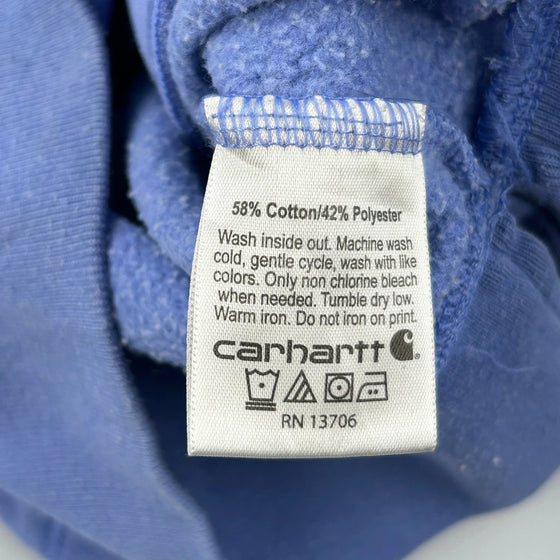 58% Cotton/42% Polyester
Wash inside out. Machine wash
cold, gentle cycle, wash with like
colors. Only non chlorine bleach
when needed. Tumble dry low.
Warm iron. Do not iron on print.
carhartt
RN 13706